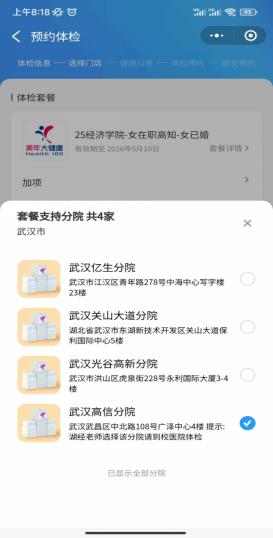 上午8:18
预约体检
体检信息 选择门店 健康问卷 体检预约 提交预约
体检套餐
美年大健康
Health 100
25经济学院-女在职高知-女已婚
有效期至 2026年5月10日
套餐详情
加项
套餐支持分院 共4家
武汉市
武汉亿生分院
武汉市江汉区青年路278号中海中心写字楼
23楼
武汉关山大道分院
湖北省武汉市东湖新技术开发区关山大道保
利国际中心5楼
武汉光谷高新分院
武汉市洪山区虎泉街228号永利国际大厦3-4
楼
武汉高信分院
武汉武昌区中北路108号广泽中心4楼 提示:
湖经老师选择该分院请到校医院体检
已显示全部分院